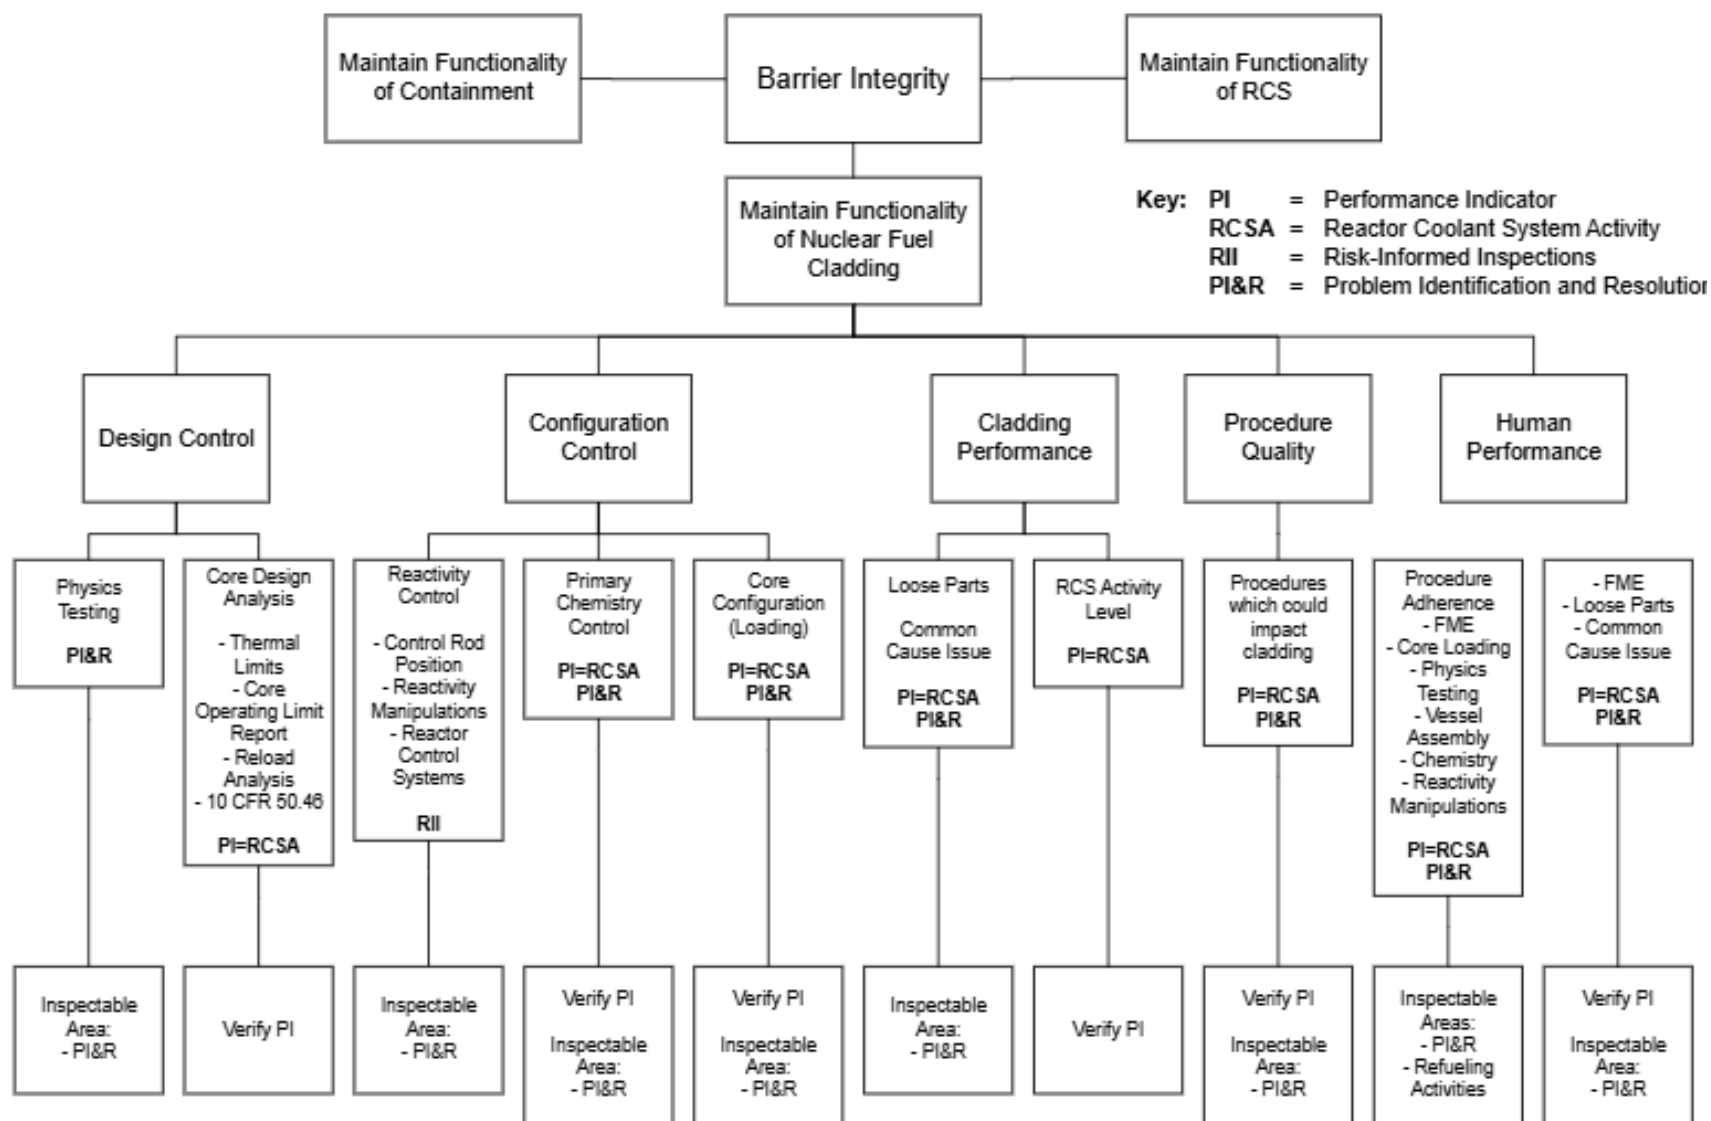 Maintain Functionality
of Containment
Barrier Integrity
Maintain Functionality
of RCS
Maintain Functionality
of Nuclear Fuel
Cladding
Key: PI = Performance Indicator
RCSA = Reactor Coolant System Activity
RII = Risk-Informed Inspections
PI&R = Problem Identification and Resolution
Design Control
Configuration
Control
Cladding
Performance
Procedure
Quality
Human
Performance
Physics
Testing
PI&R
Core Design
Analysis
- Thermal
Limits
- Core
Operating Limit
Report
- Reload
Analysis
- 10 CFR 50.46
PI=RCSA
Reactivity
Control
- Control Rod
Position
- Reactivity
Manipulations
- Reactor
Control
Systems
RII
Primary
Chemistry
Control
PI=RCSA
PI&R
Core
Configuration
(Loading)
PI=RCSA
PI&R
Loose Parts
Common
Cause Issue
PI=RCSA
PI&R
RCS Activity
Level
PI=RCSA
Procedures
which could
impact
cladding
PI=RCSA
PI&R
Procedure
Adherence
- FME
- Core Loading
- Physics
Testing
- Vessel
Assembly
- Chemistry
- Reactivity
Manipulations
PI=RCSA
PI&R
- FME
- Loose Parts
- Common
Cause Issue
PI=RCSA
PI&R
Inspectable
Area:
- PI&R
Verify PI
Inspectable
Area:
- PI&R
Verify PI
Inspectable
Area:
- PI&R
Verify PI
Inspectable
Area:
- PI&R
Inspectable
Area:
- PI&R
Verify PI
Verify PI
Inspectable
Area:
- PI&R
Inspectable
Areas:
- PI&R
- Refueling
Activities
Verify PI
Inspectable
Area:
- PI&R